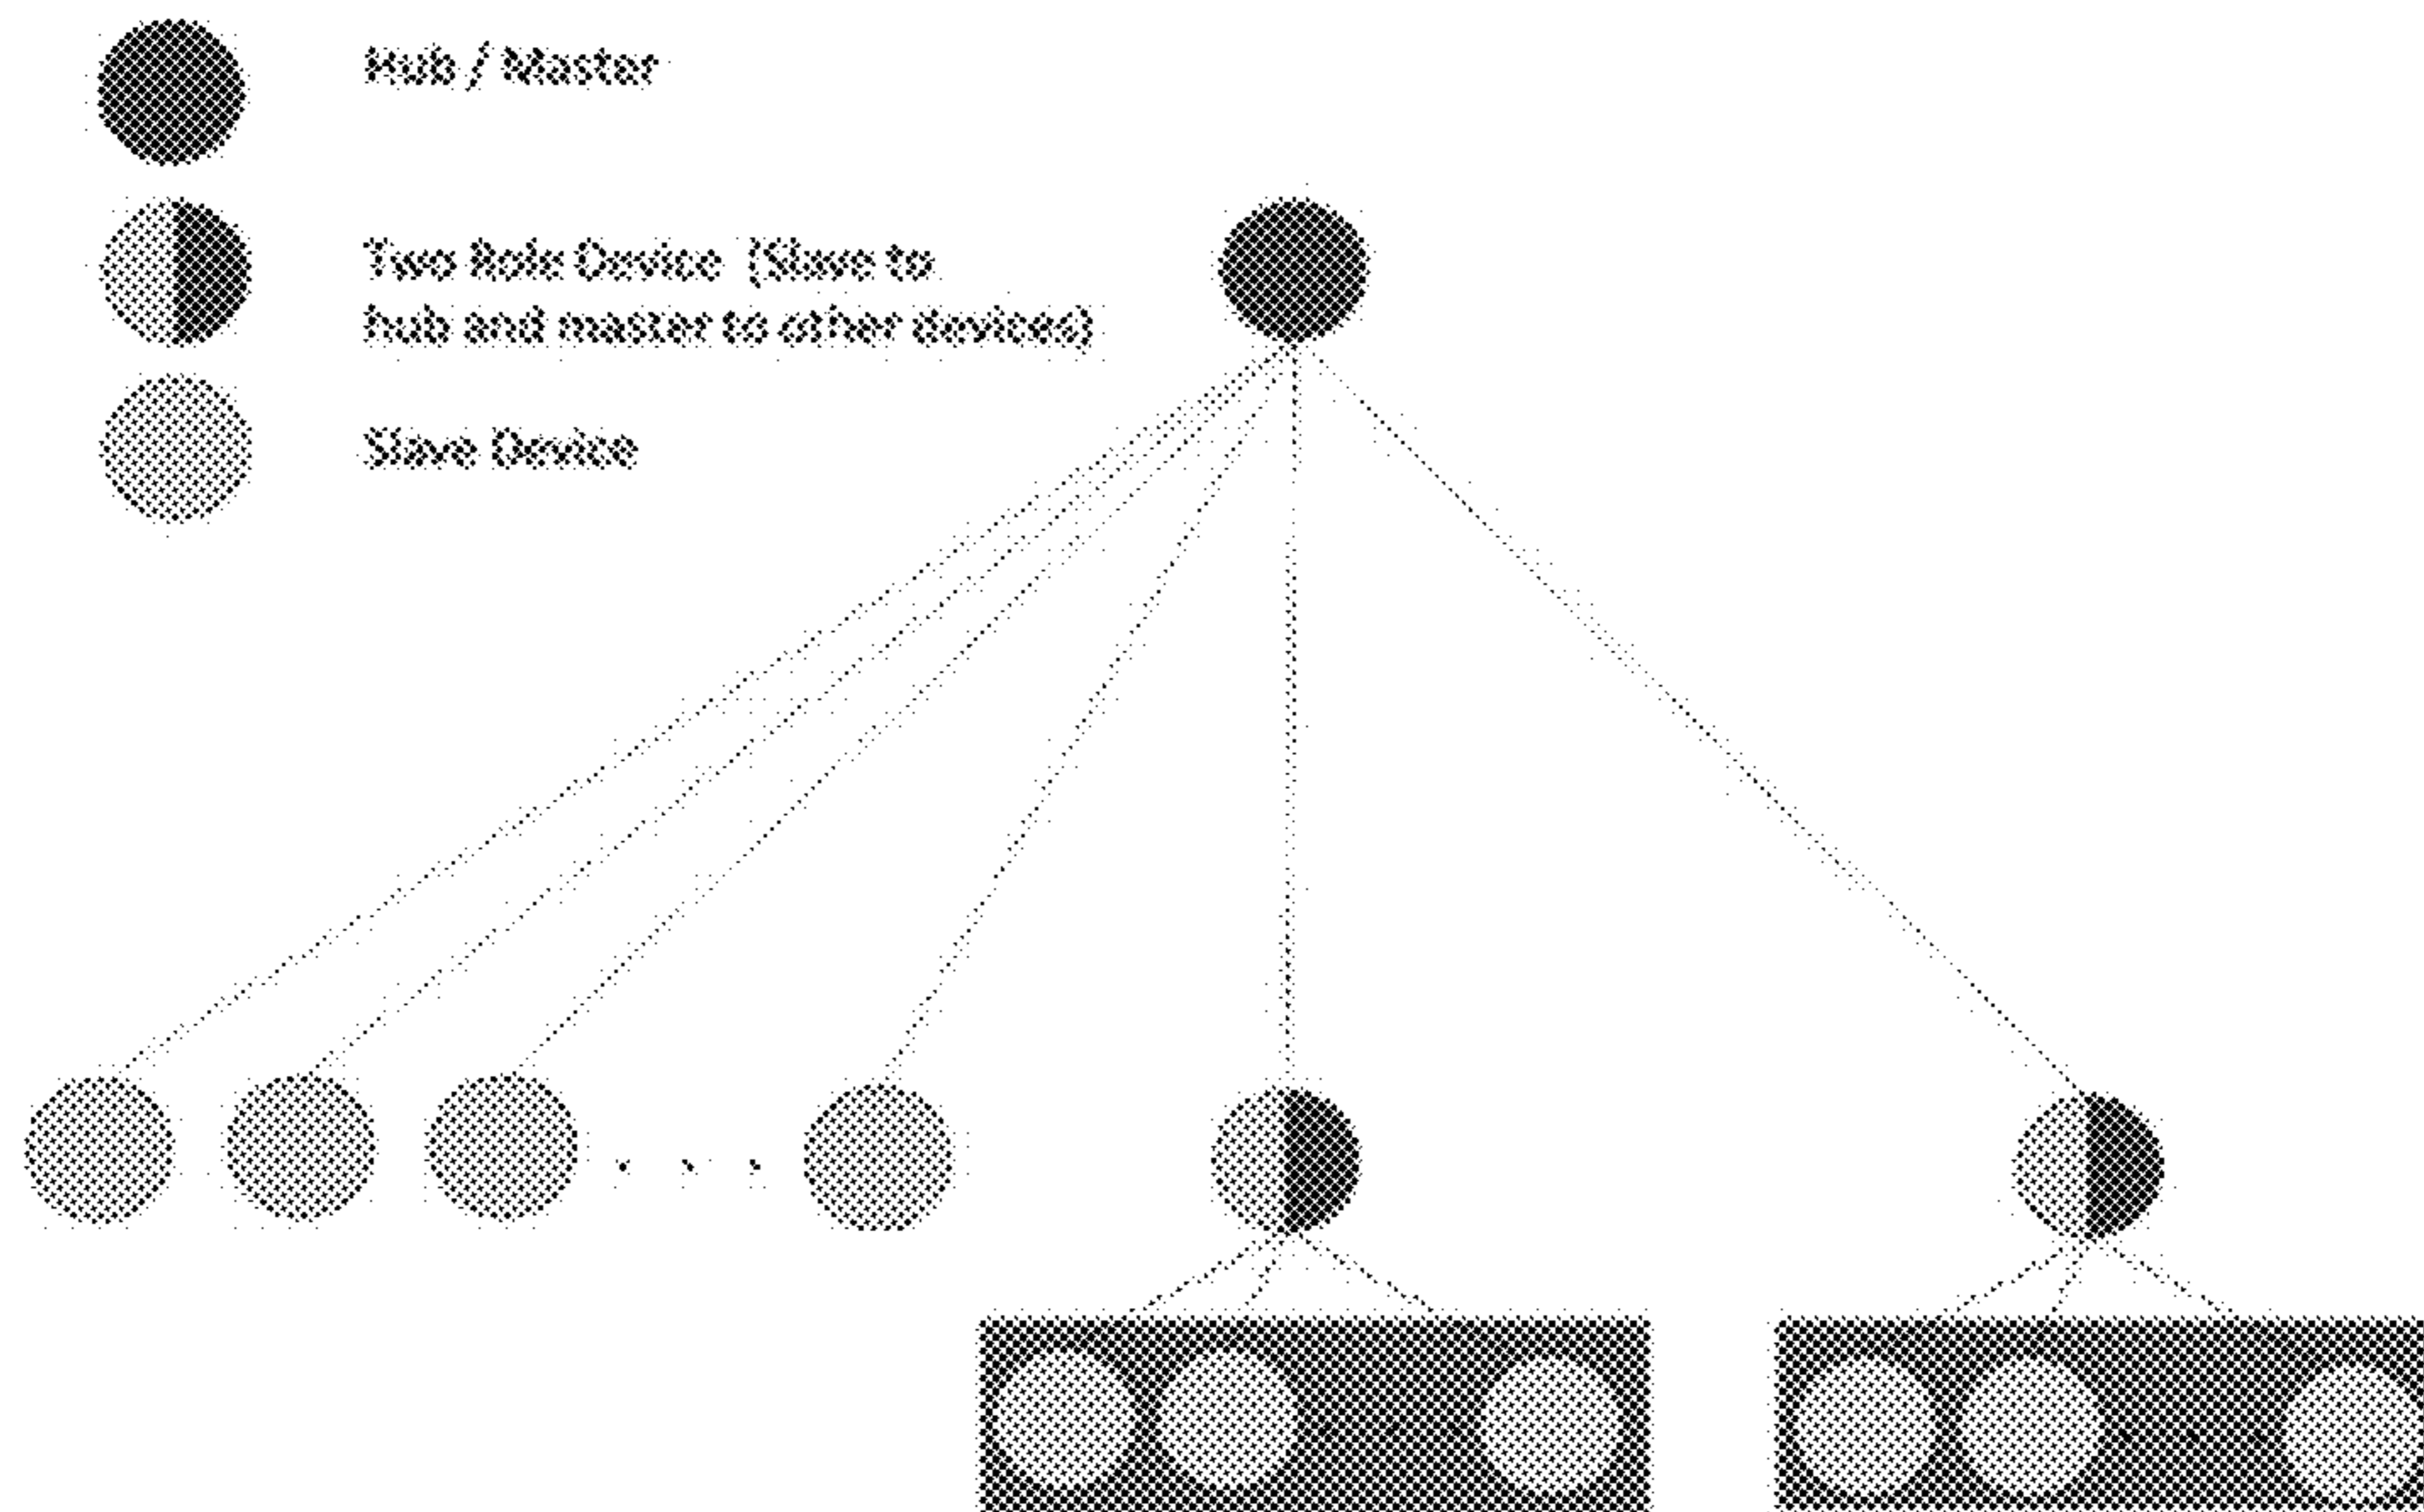 Hub / Master
Two Role Device (Slave to
hub and master to other devices)
Slave Device